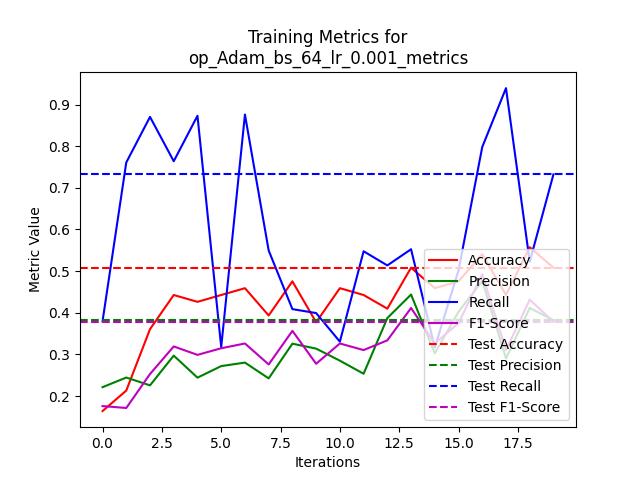 Training Metrics for
op_Adam_bs_64_lr_0.001_metrics
Metric Value
0.9
0.8
0.7
0.6
0.5
0.4
0.3
0.2
Accuracy
Precision
Recall
F1-Score
Test Accuracy
Test Precision
Test Recall
Test F1-Score
0.0 2.5 5.0 7.5 10.0 12.5 15.0 17.5
Iterations